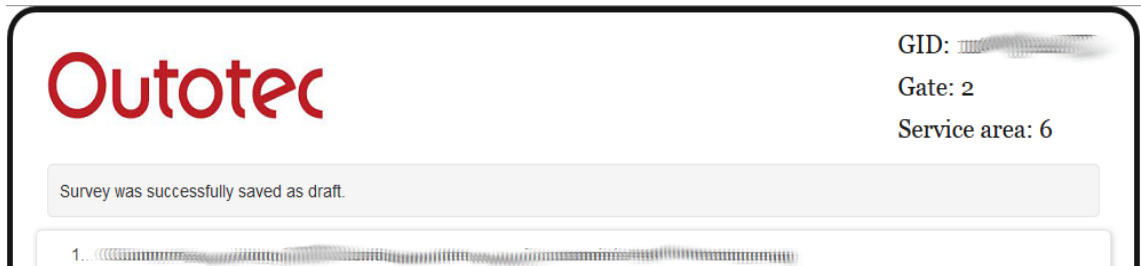 Outotec
GID:
Gate: 2
Service area: 6
Survey was successfully saved as draft.
1.